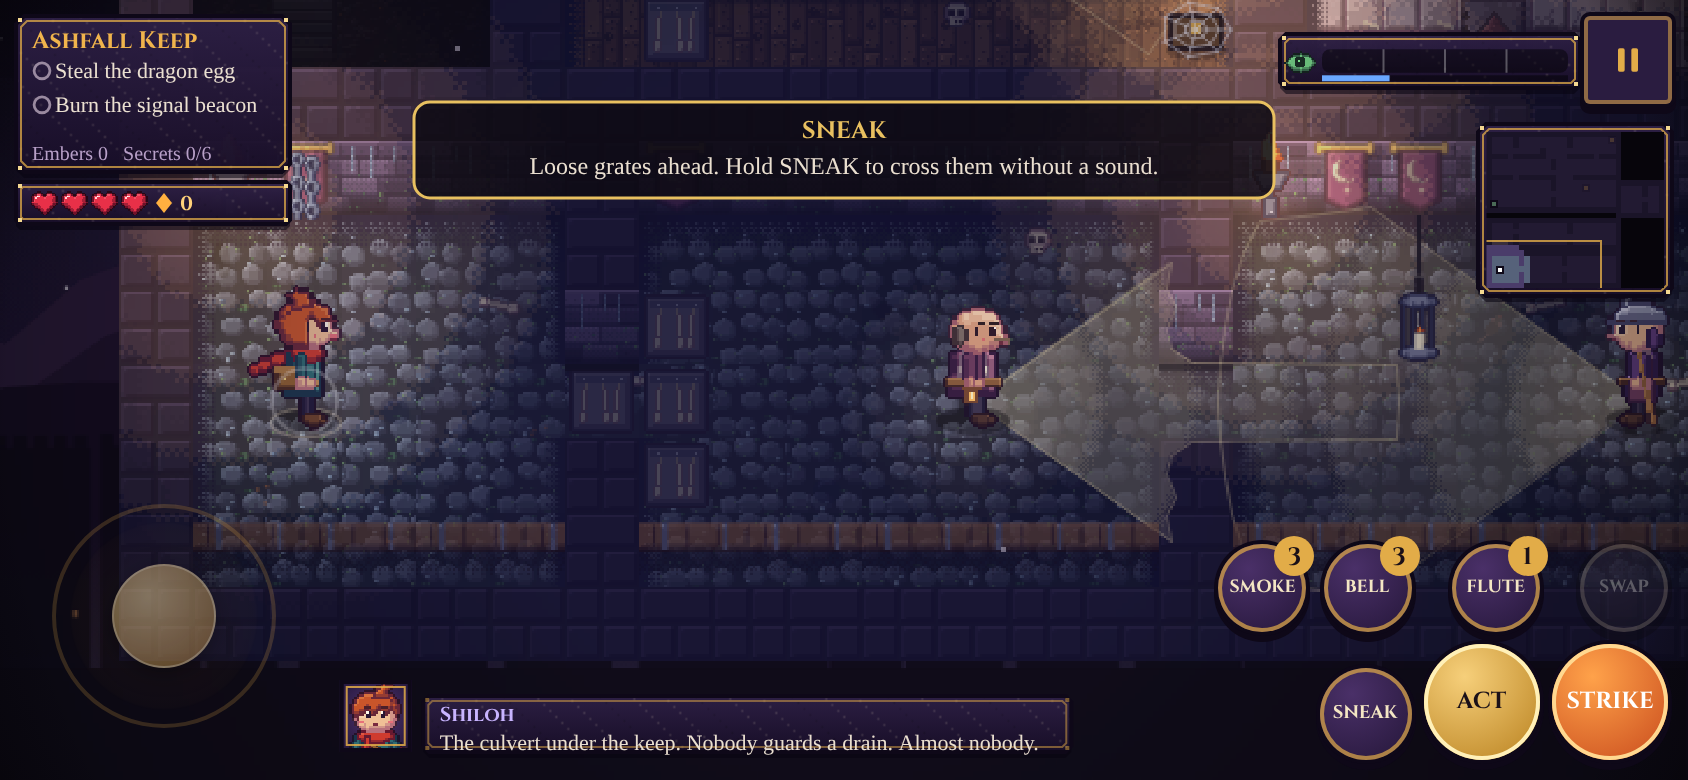 Ashfall Keep
Steal the dragon egg
Burn the signal beacon
Embers 0 Secrets 0/6
0
SNEAK
Loose grates ahead. Hold SNEAK to cross them without a sound.
3
3
1
SMOKE
BELL
FLUTE
SWAP
SNEAK
ACT
STRIKE
Shiloh
The culvert under the keep. Nobody guards a drain. Almost nobody.